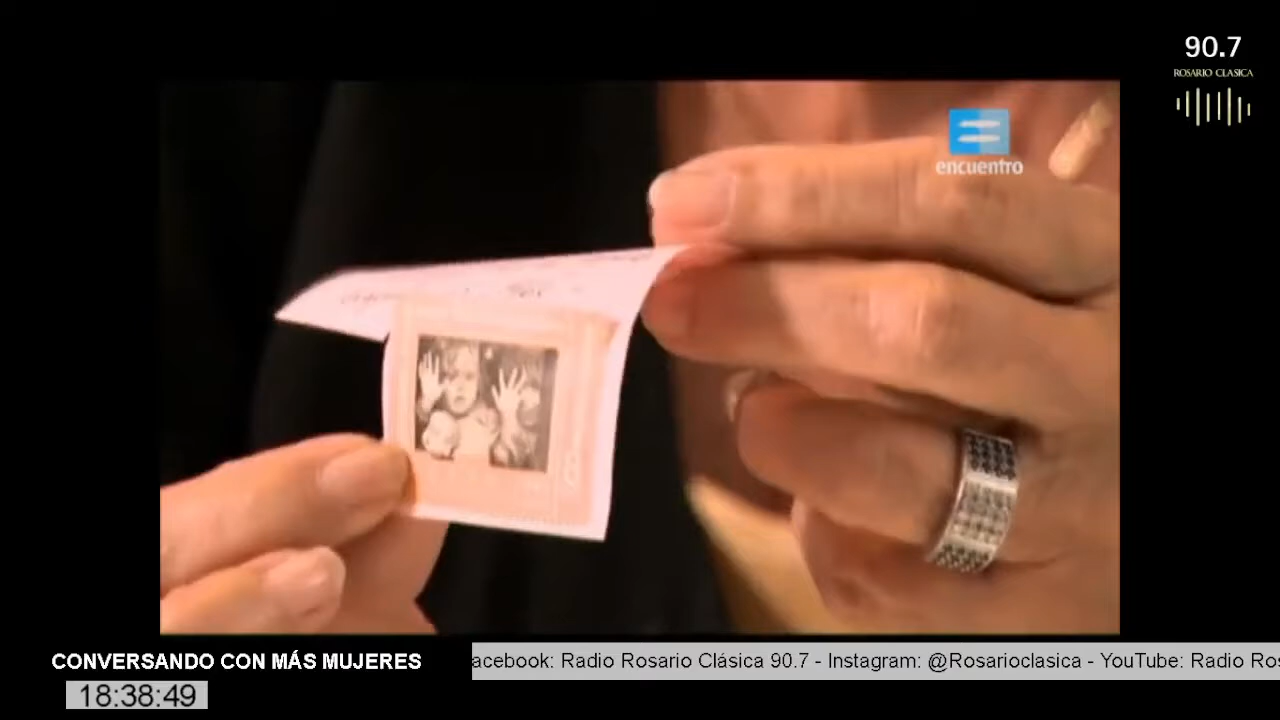 90.7
ROSARIO CLASICA
encuentro
CONVERSANDO CON MÁS MUJERES
acebook: Radio Rosario Clásica 90.7 - Instagram: @Rosarioclasica - YouTube: Radio Ros
18:38:49